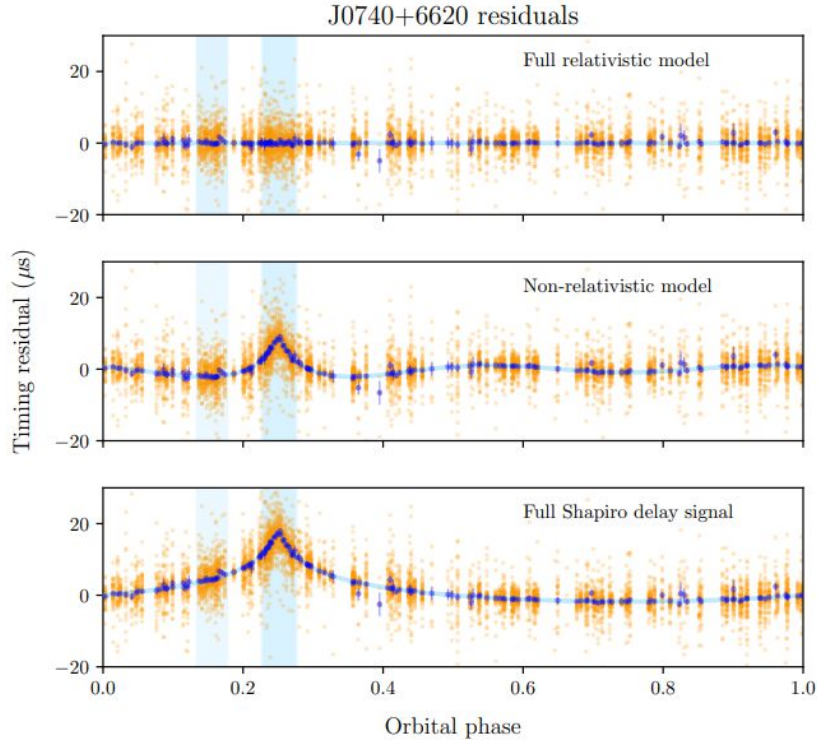 J0740+6620 residuals
Full relativistic model
20
0
−20
Non-relativistic model
20
0
−20
Full Shapiro delay signal
20
0
−20
Timing residual (μs)
0.0 0.2 0.4 0.6 0.8 1.0
Orbital phase